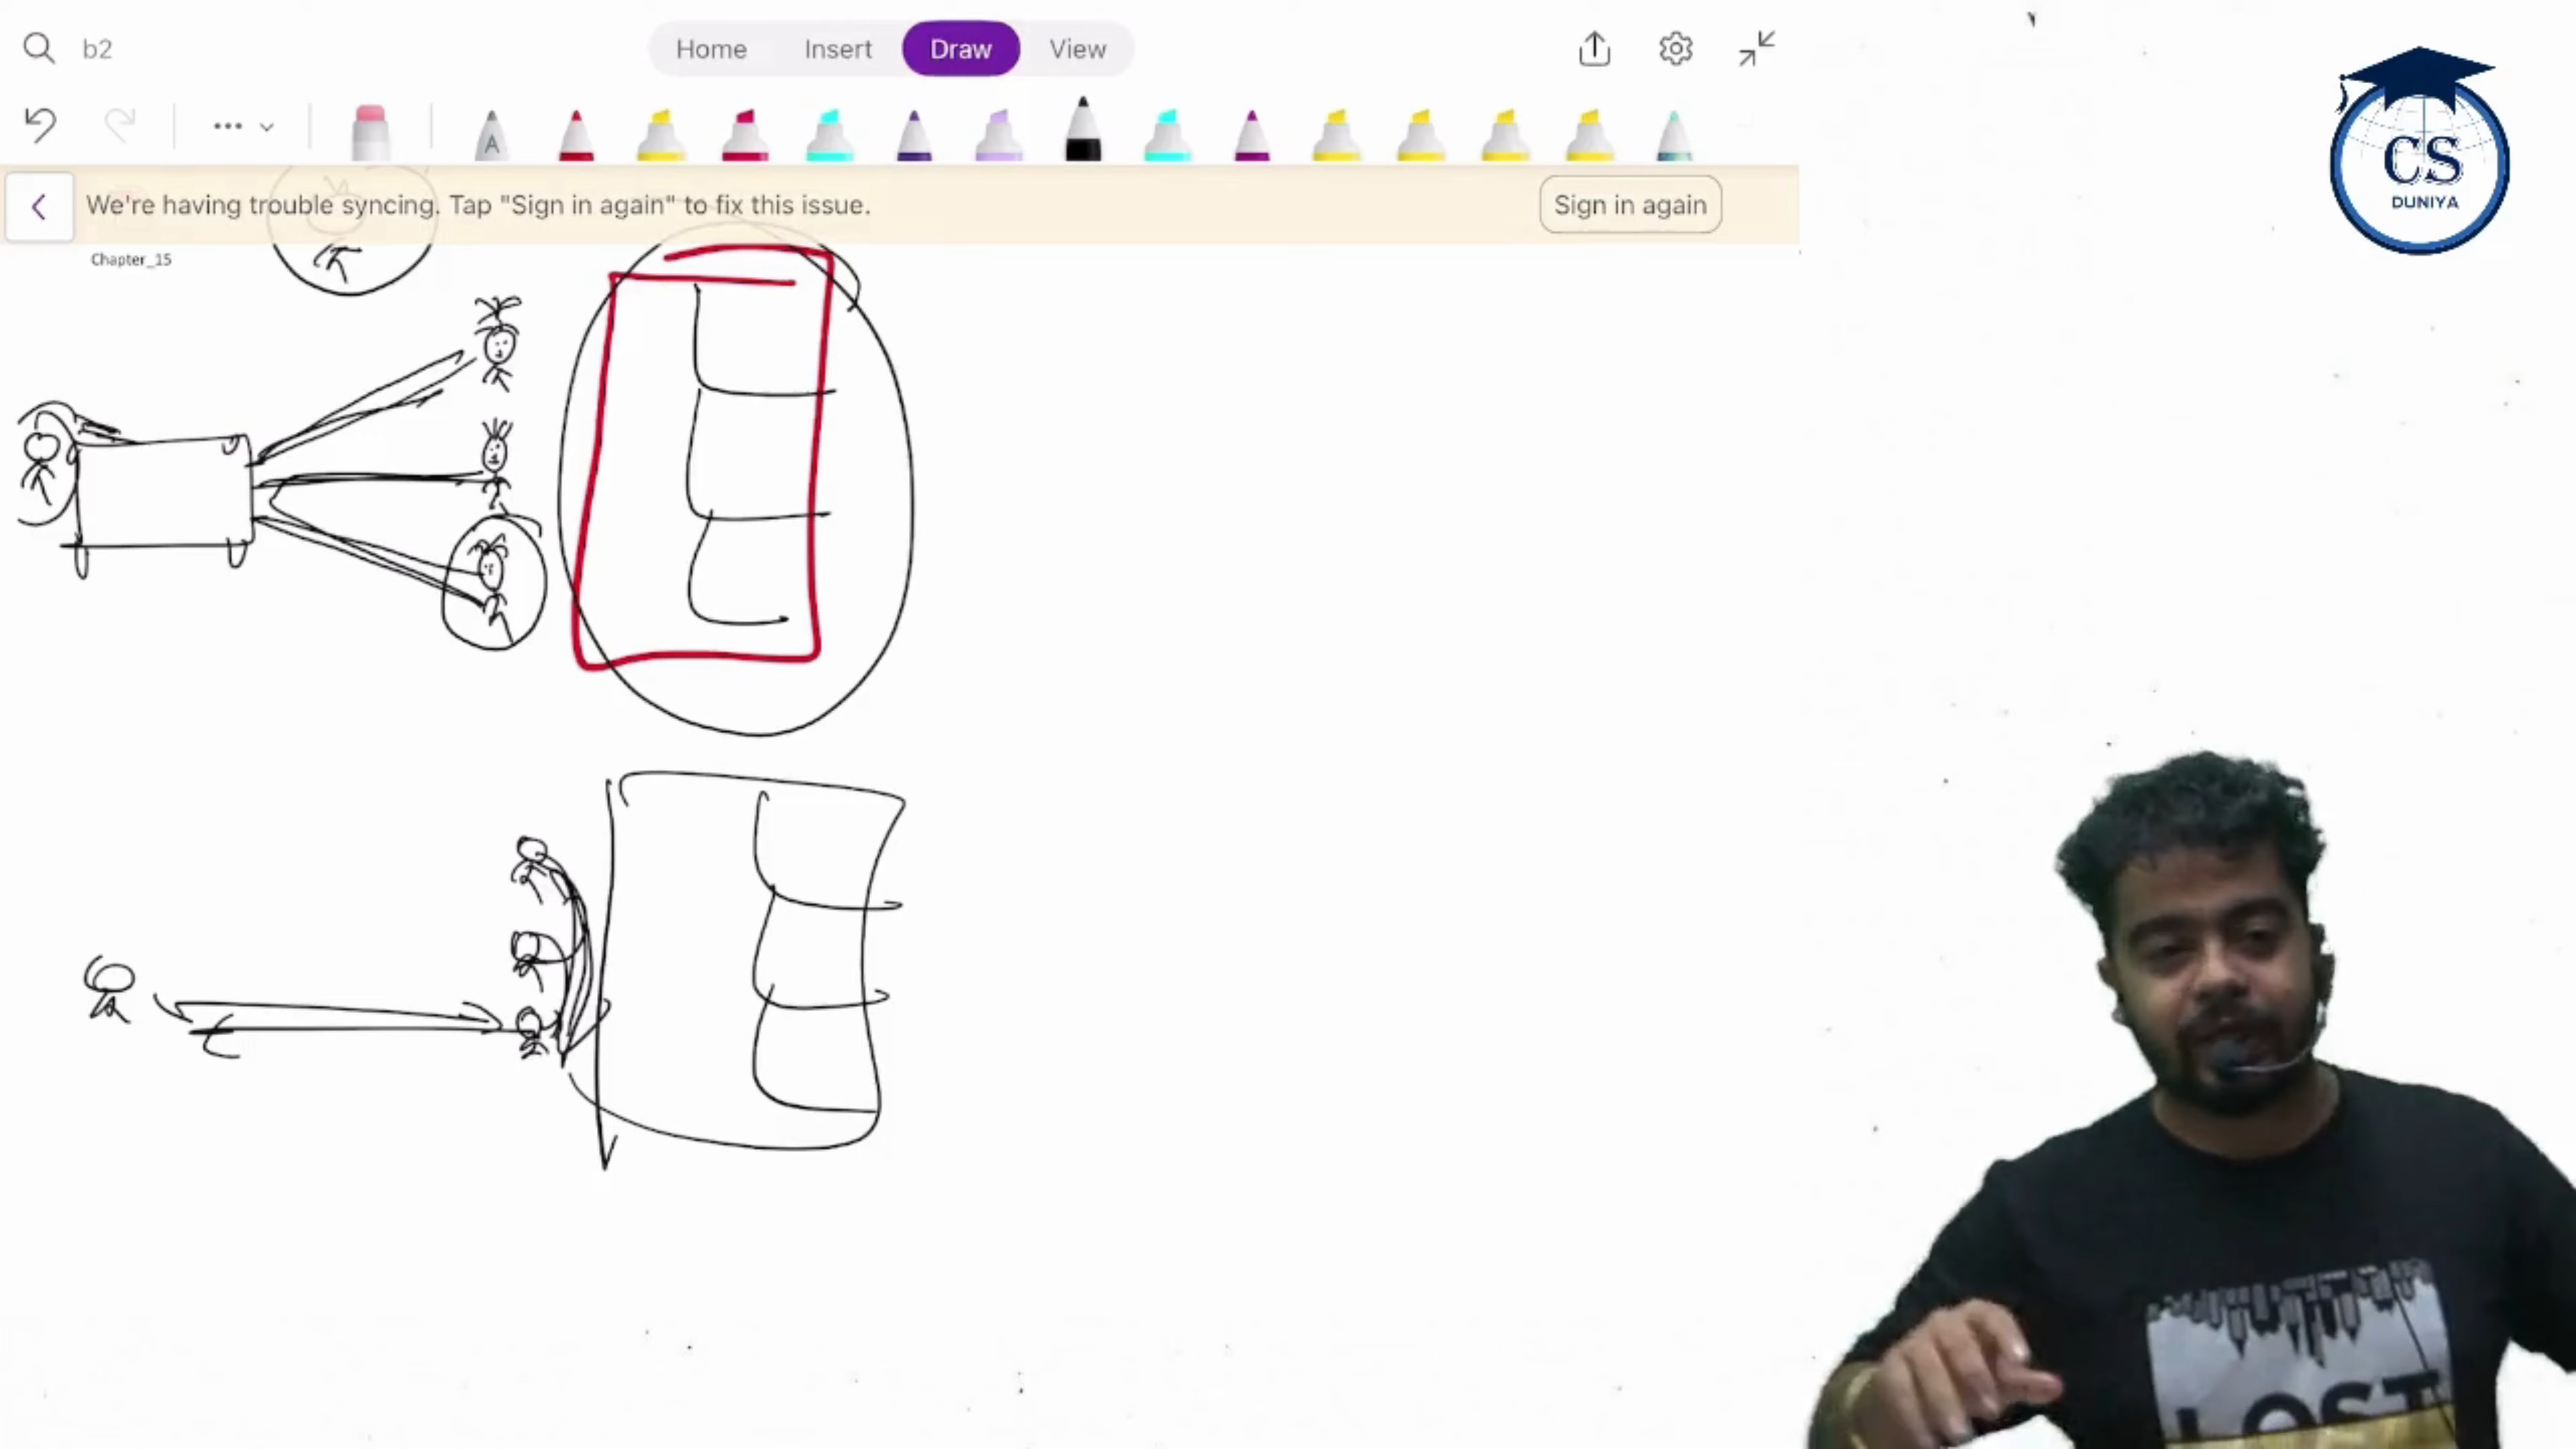 b2
Home
Insert
Draw
View
A
We're having trouble syncing. Tap "Sign in again" to fix this issue.
Sign in again
Chapter_15
CS
DUNIYA
LOST